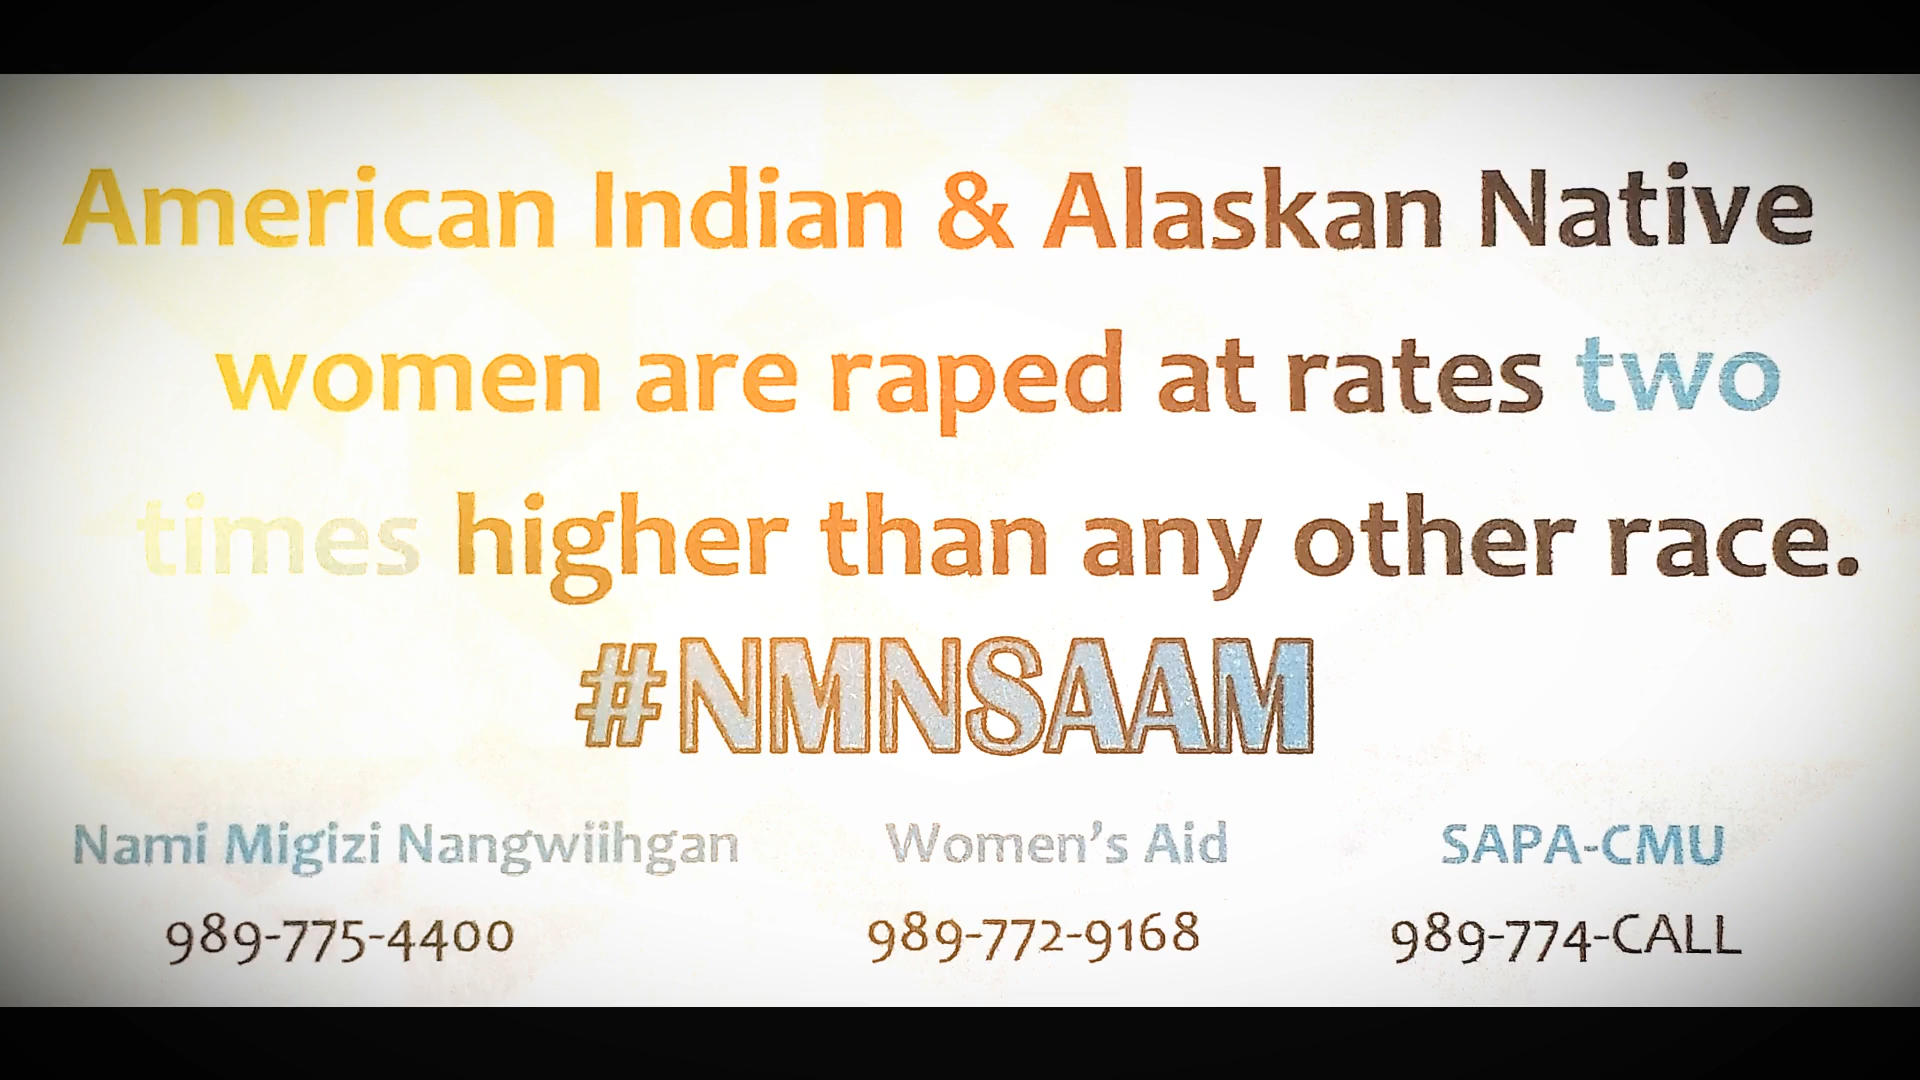 American Indian & Alaskan Native
women are raped at rates two
times higher than any other race.
#NMNSAAM
Nami Migizi Nangwiihgan Women's Aid SAPA-CMU
989-775-4400 989-772-9168 989-774-CALL